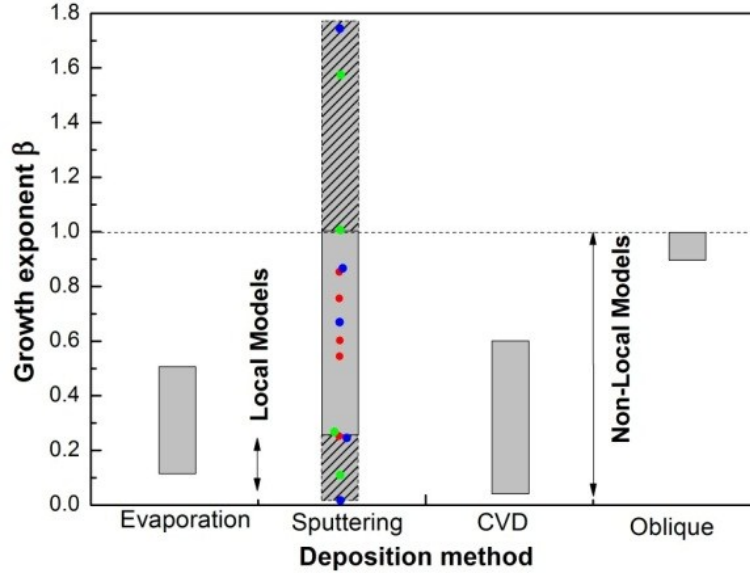 1.8
1.6
1.4
1.2
1.0
0.8
0.6
0.4
0.2
0.0
Growth exponent β
Local Models
Non-Local Models
Evaporation
Sputtering
CVD
Oblique
Deposition method